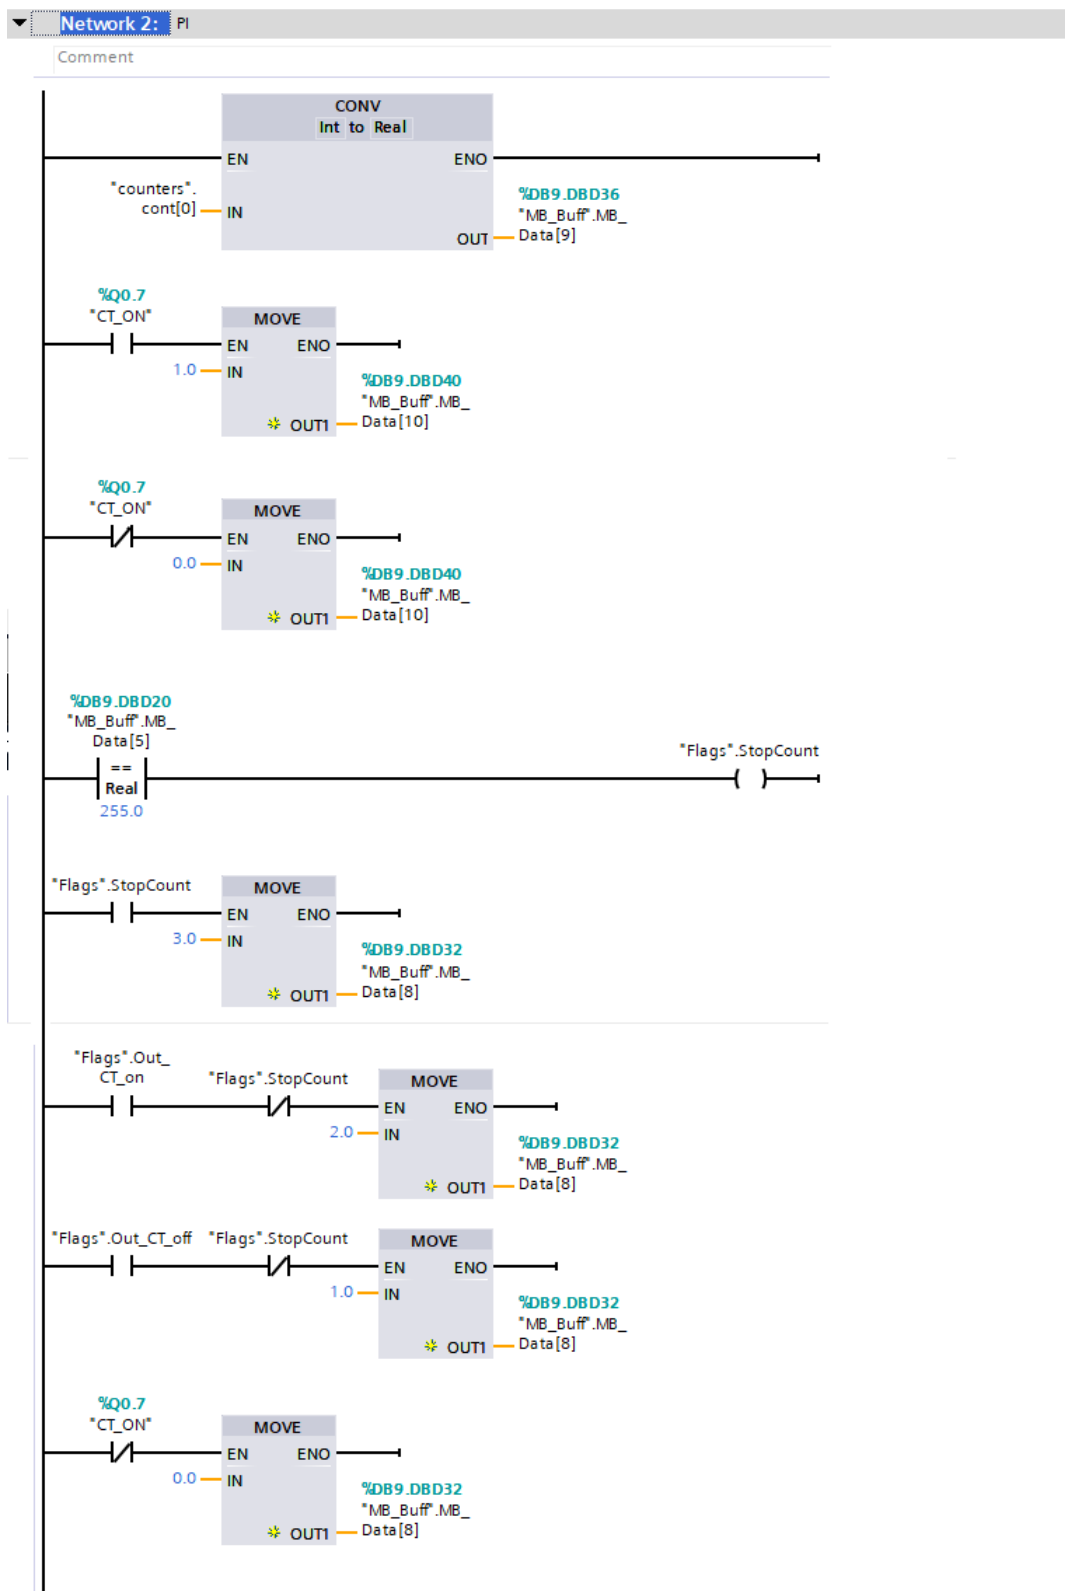 Network 2: PI
Comment
CONV
Int to Real
EN ENO
"counters".
cont[0] IN
%DB9.DBD36
"MB_Buff".MB_
OUT Data[9]
%Q0.7
"CT_ON"
MOVE
EN ENO
1.0 IN
%DB9.DBD40
"MB_Buff".MB_
OUT1 Data[10]
%Q0.7
"CT_ON"
MOVE
EN ENO
0.0 IN
%DB9.DBD40
"MB_Buff".MB_
OUT1 Data[10]
%DB9.DBD20
"MB_Buff".MB_
Data[5]
==
Real
255.0
"Flags".StopCount
"Flags".StopCount
MOVE
EN ENO
3.0 IN
%DB9.DBD32
"MB_Buff".MB_
OUT1 Data[8]
"Flags".Out_
CT_on
"Flags".StopCount
MOVE
EN ENO
2.0 IN
%DB9.DBD32
"MB_Buff".MB_
OUT1 Data[8]
"Flags".Out_CT_off "Flags".StopCount
MOVE
EN ENO
1.0 IN
%DB9.DBD32
"MB_Buff".MB_
OUT1 Data[8]
%Q0.7
"CT_ON"
MOVE
EN ENO
0.0 IN
%DB9.DBD32
"MB_Buff".MB_
OUT1 Data[8]